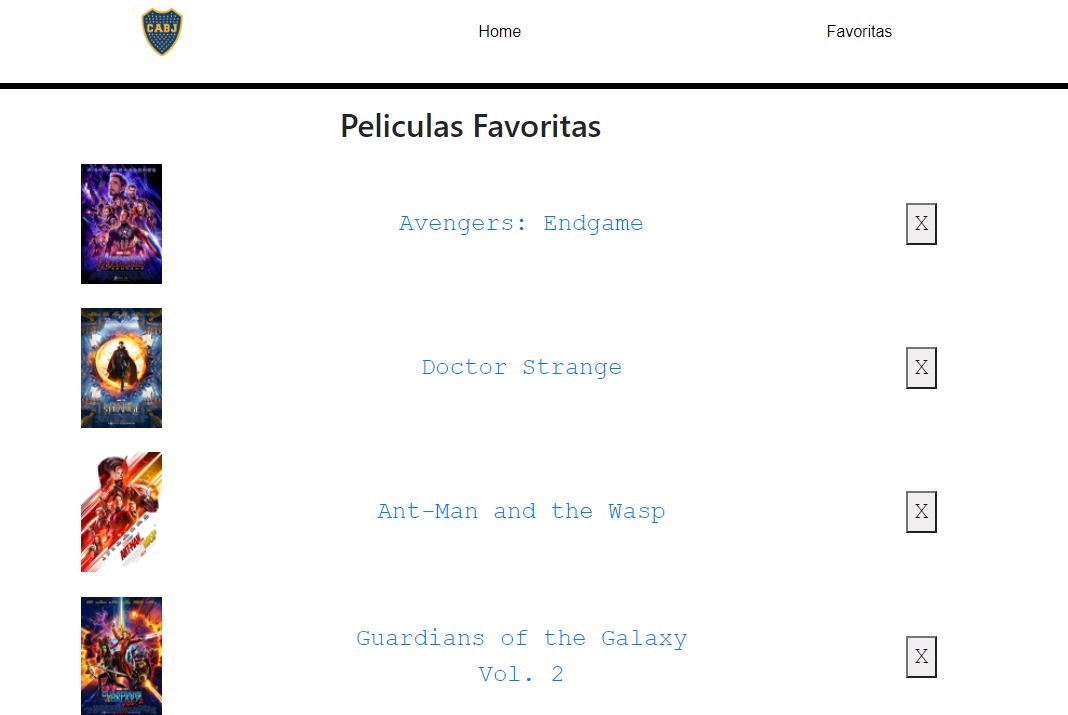 CABJ
Home
Favoritas
Peliculas Favoritas
Avengers: Endgame
X
Doctor Strange
X
Ant-Man and the Wasp
X
Guardians of the Galaxy
Vol. 2
X